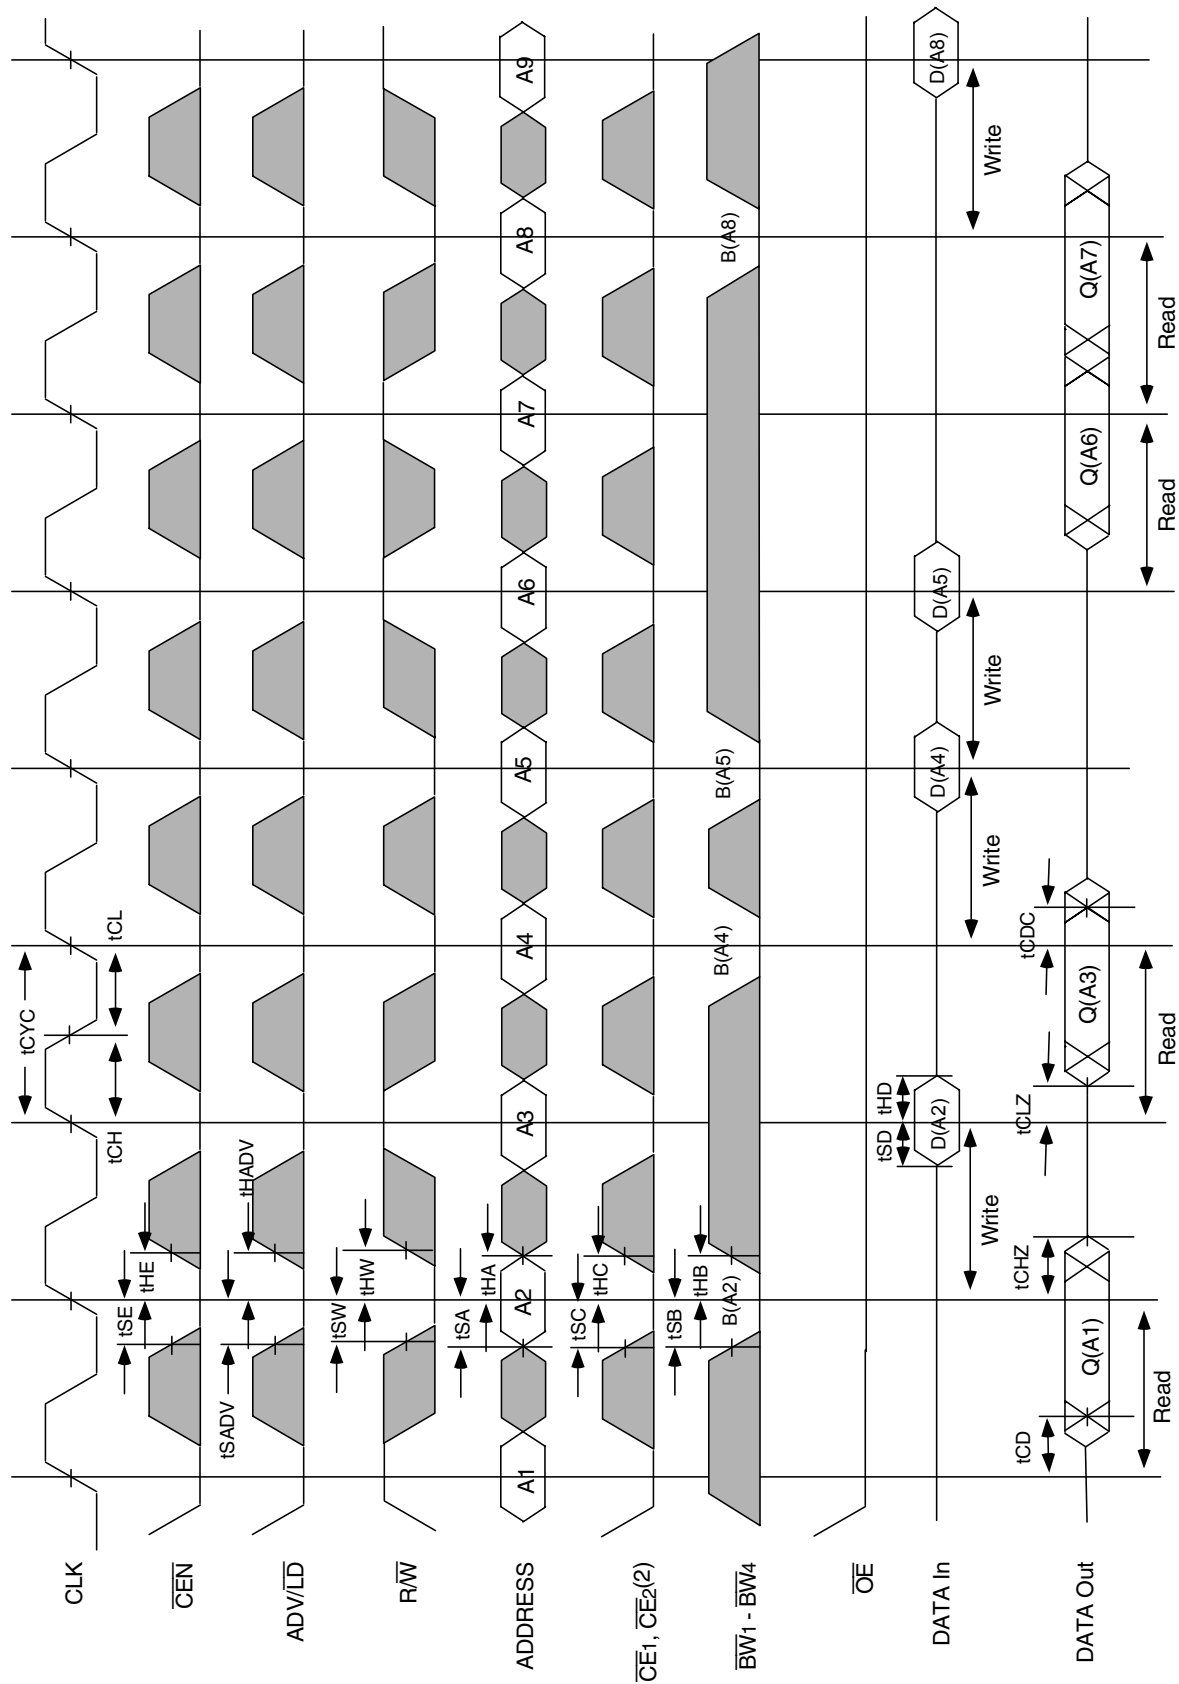 CLK
tCYC
tCH
tCL
CEN
tSE
tHE
ADV/LD
tSADV
tHADV
R/W
tSW
tHW
ADDRESS
A1
A2
A3
A4
A5
A6
A7
A8
A9
tSA
tHA
CE1, CE2(2)
tSC
tHC
BW1 - BW4
tSB
tHB
B(A2)
B(A4)
B(A5)
B(A8)
OE
DATA In
tSD
tHD
D(A2)
D(A4)
D(A5)
D(A8)
Write
Write
Write
Write
DATA Out
tCD
tCHZ
tCLZ
tCDC
Q(A1)
Q(A3)
Q(A6)
Q(A7)
Read
Read
Read
Read